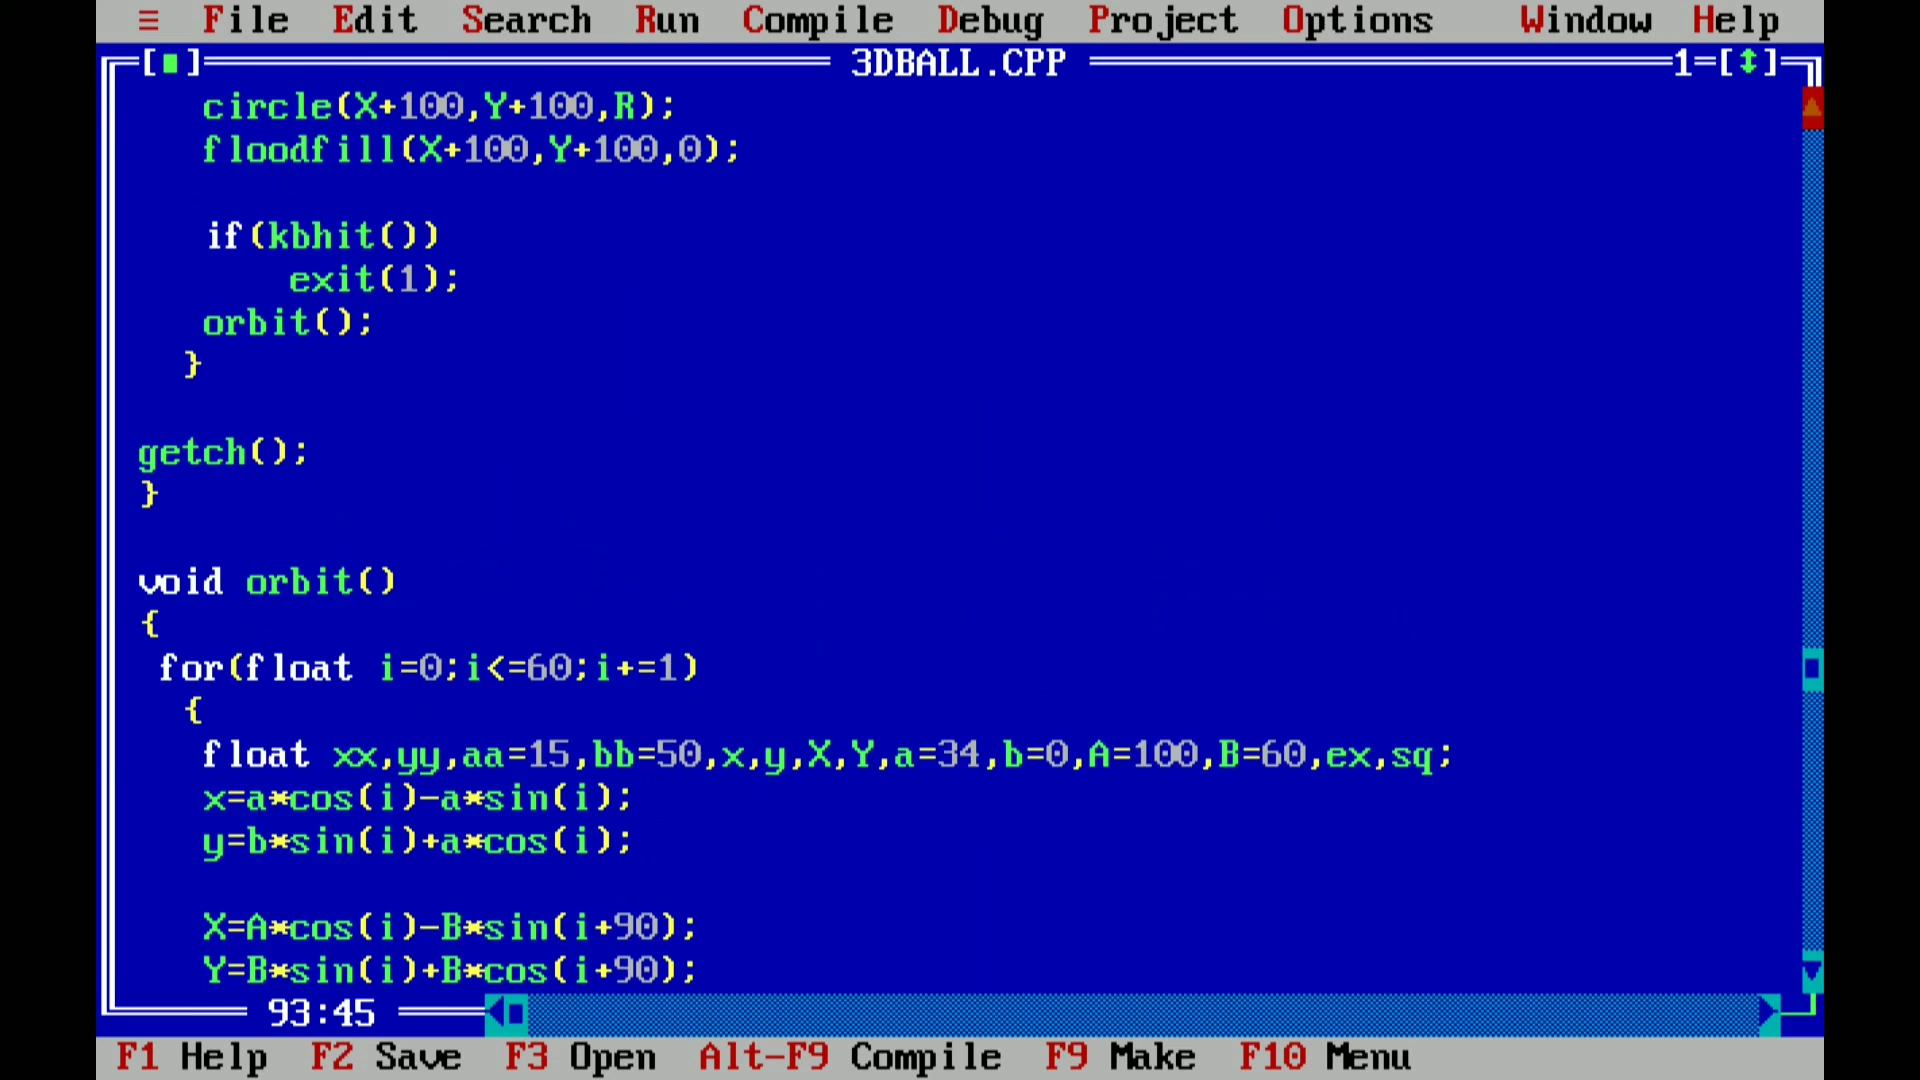 ≡ File Edit Search Run Compile Debug Project Options Window Help
[■] 3DBALL.CPP 1=[↕]
circle(X+100,Y+100,R);
floodfill(X+100,Y+100,0);
if(kbhit())
exit(1);
orbit();
}
getch();
}
void orbit()
{
for(float i=0;i<=60;i+=1)
{
float xx,yy,aa=15,bb=50,x,y,X,Y,a=34,b=0,A=100,B=60,ex,sq;
x=a*cos(i)-a*sin(i);
y=b*sin(i)+a*cos(i);
X=A*cos(i)-B*sin(i+90);
Y=B*sin(i)+B*cos(i+90);
93:45
F1 Help F2 Save F3 Open Alt-F9 Compile F9 Make F10 Menu